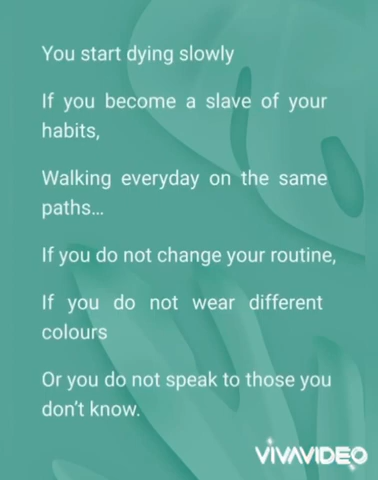 You start dying slowly
If you become a slave of your
habits,
Walking everyday on the same
paths...
If you do not change your routine,
If you do not wear different
colours
Or you do not speak to those you
don't know.
VIVAVIDEO